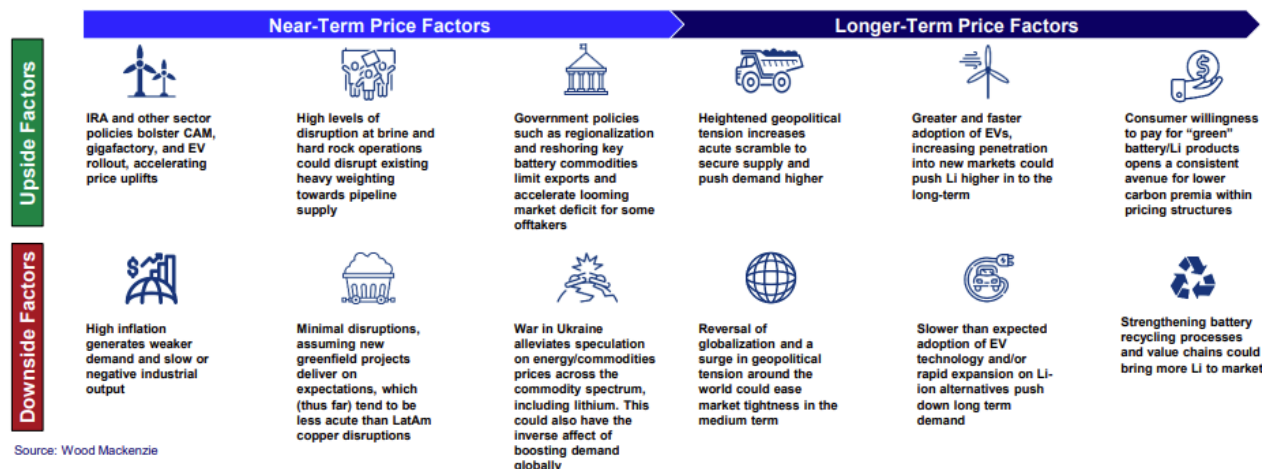 Near-Term Price Factors
Longer-Term Price Factors
Upside Factors
IRA and other sector
policies bolster CAM,
gigafactory, and EV
rollout, accelerating
price uplifts
High levels of
disruption at brine and
hard rock operations
could disrupt existing
heavy weighting
towards pipeline
supply
Government policies
such as regionalization
and reshoring key
battery commodities
limit exports and
accelerate looming
market deficit for some
offtakers
Heightened geopolitical
tension increases
acute scramble to
secure supply and
push demand higher
Greater and faster
adoption of EVs,
increasing penetration
into new markets could
push Li higher in to the
long-term
Consumer willingness
to pay for “green”
battery/Li products
opens a consistent
avenue for lower
carbon premia within
pricing structures
Downside Factors
High inflation
generates weaker
demand and slow or
negative industrial
output
Minimal disruptions,
assuming new
greenfield projects
deliver on
expectations, which
(thus far) tend to be
less acute than LatAm
copper disruptions
War in Ukraine
alleviates speculation
on energy/commodities
prices across the
commodity spectrum,
including lithium. This
could also have the
inverse affect of
boosting demand
globally
Reversal of
globalization and a
surge in geopolitical
tension around the
world could ease
market tightness in the
medium term
Slower than expected
adoption of EV
technology and/or
rapid expansion on Li-
ion alternatives push
down long term
demand
Strengthening battery
recycling processes
and value chains could
bring more Li to market
Source: Wood Mackenzie